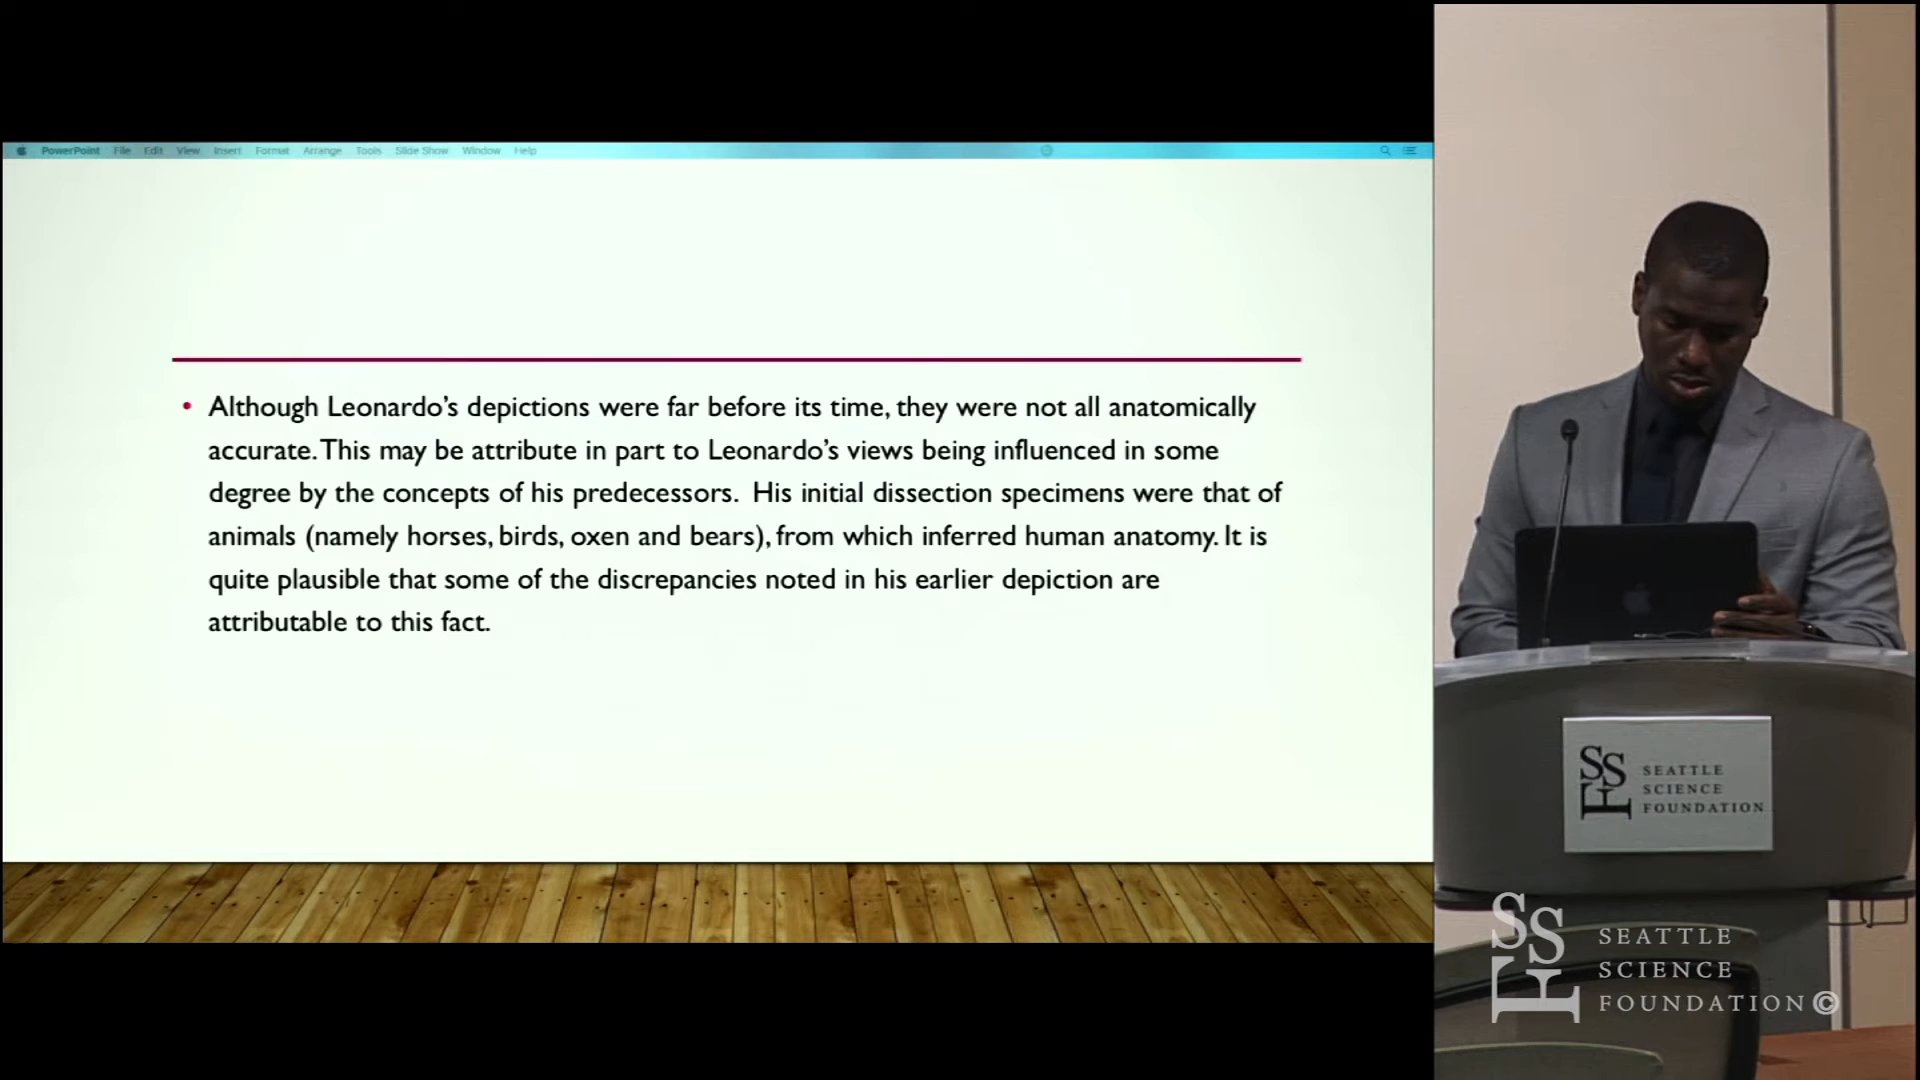 PowerPoint File Edit View Insert Format Arrange Tools Slide Show Window Help
• Although Leonardo's depictions were far before its time, they were not all anatomically
accurate. This may be attribute in part to Leonardo's views being influenced in some
degree by the concepts of his predecessors. His initial dissection specimens were that of
animals (namely horses, birds, oxen and bears), from which inferred human anatomy. It is
quite plausible that some of the discrepancies noted in his earlier depiction are
attributable to this fact.
SSF
SEATTLE
SCIENCE
FOUNDATION
SSF
SEATTLE
SCIENCE
FOUNDATION©